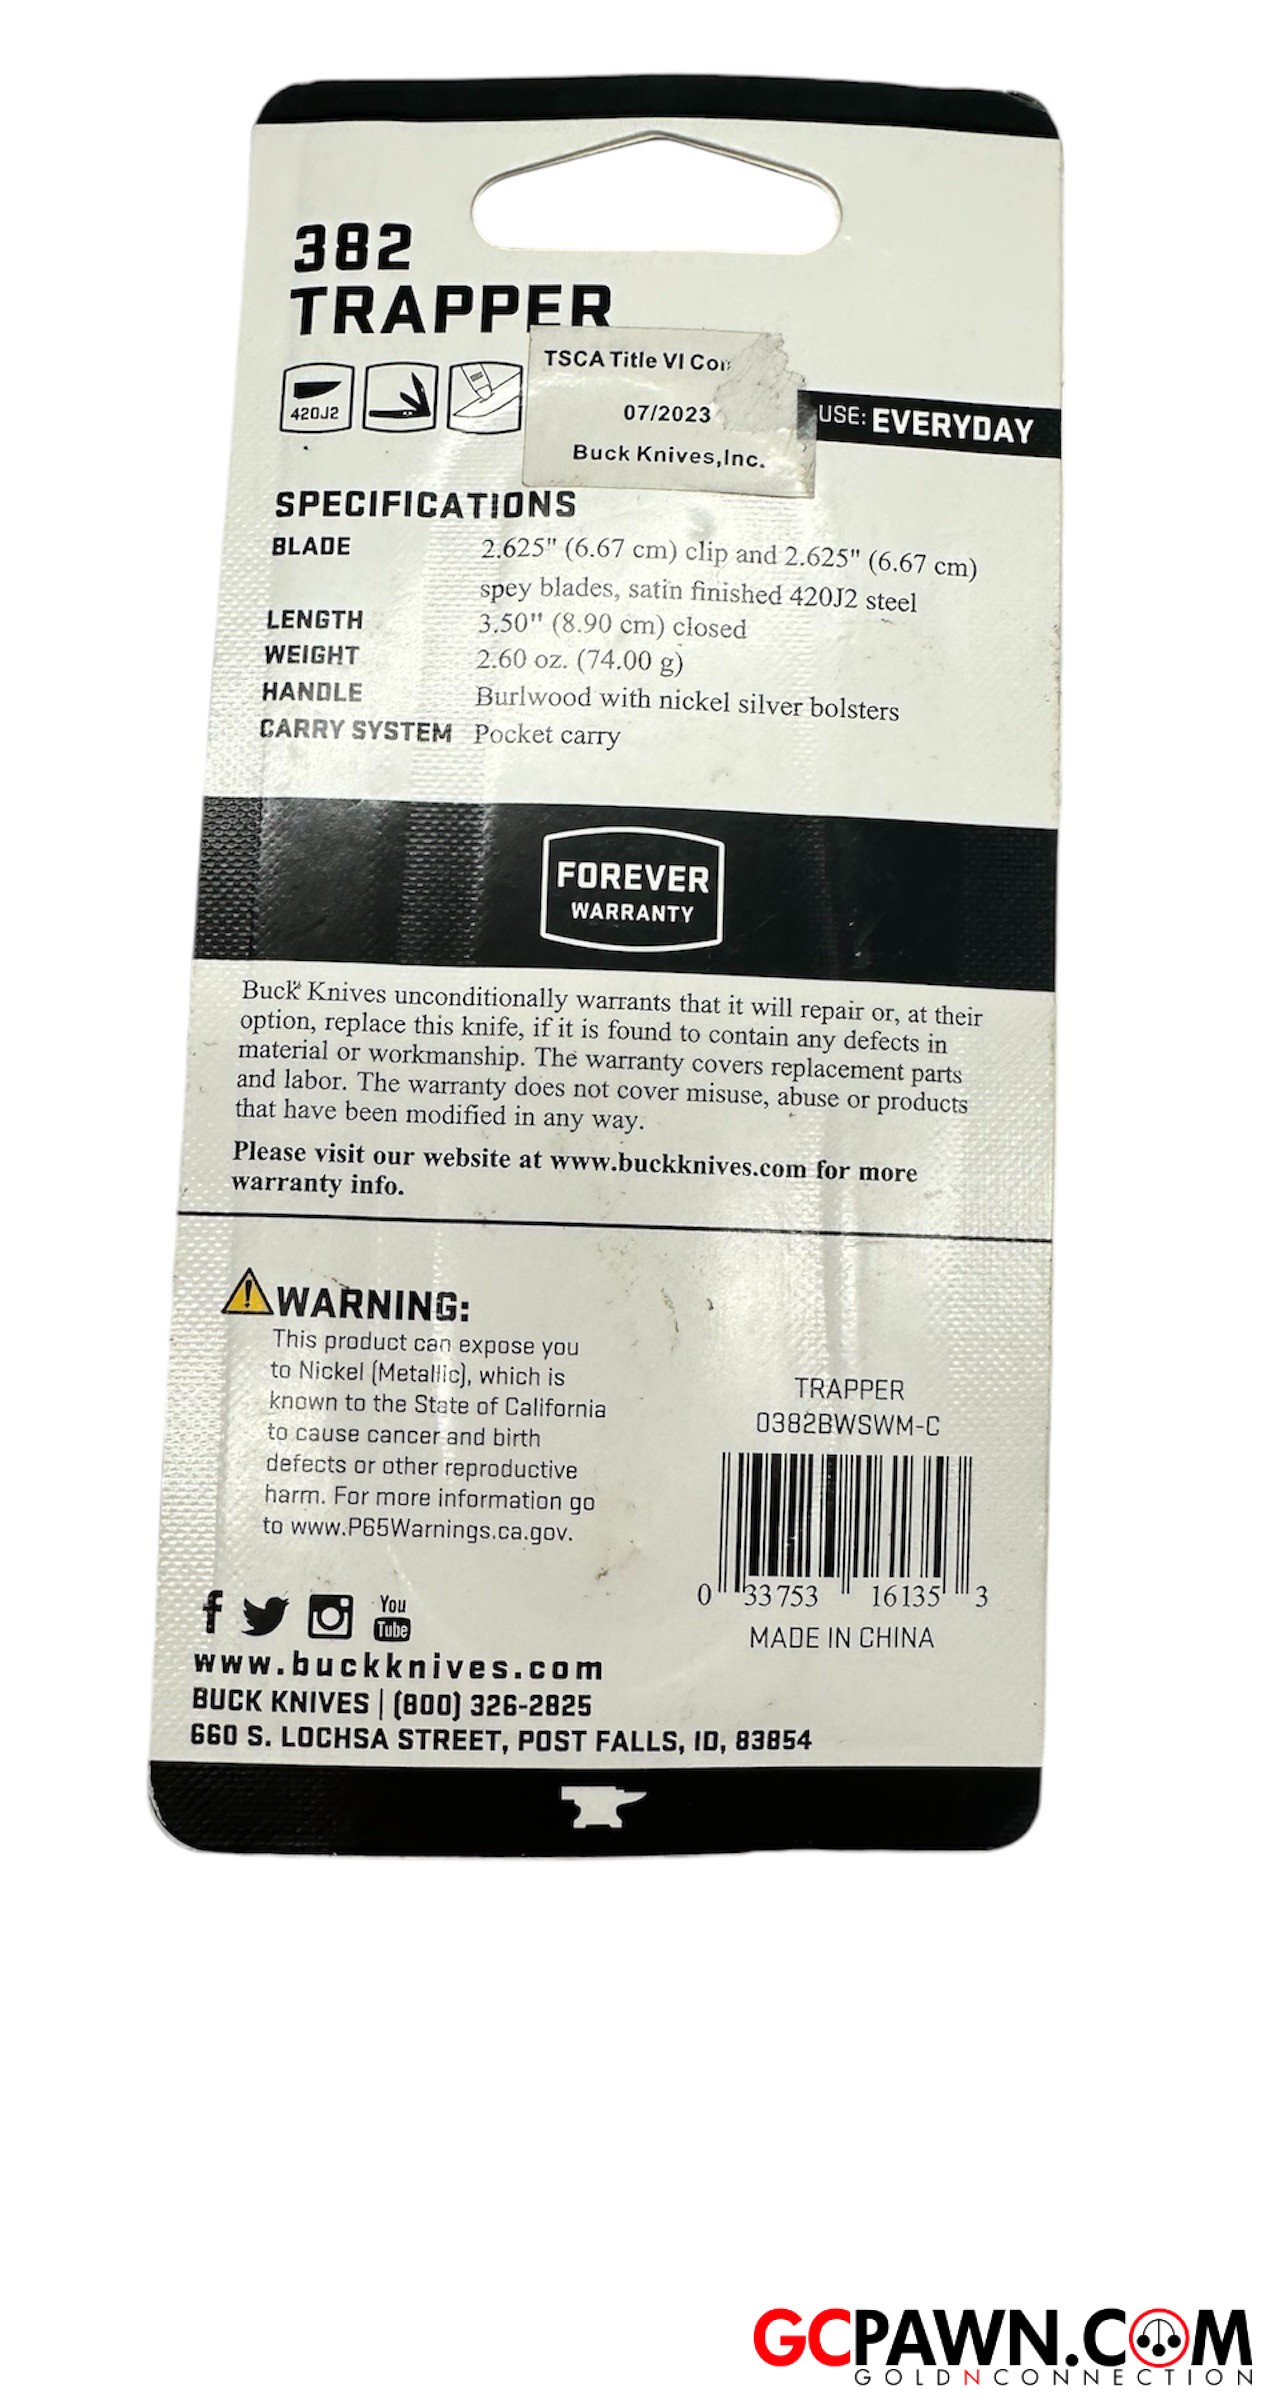 382
TRAPPER
420J2
TSCA Title VI
07/2023
Buck Knives,Inc.
USE: EVERYDAY
SPECIFICATIONS
BLADE 2.625" (6.67 cm) clip and 2.625" (6.67 cm)
spey blades, satin finished 420J2 steel
LENGTH 3.50" (8.90 cm) closed
WEIGHT 2.60 oz. (74.00 g)
HANDLE Burlwood with nickel silver bolsters
CARRY SYSTEM Pocket carry
FOREVER
WARRANTY
Buck Knives unconditionally warrants that it will repair or, at their
option, replace this knife, if it is found to contain any defects in
material or workmanship. The warranty covers replacement parts
and labor. The warranty does not cover misuse, abuse or products
that have been modified in any way.
Please visit our website at www.buckknives.com for more
warranty info.
WARNING:
This product can expose you
to Nickel (Metallic), which is
known to the State of California
to cause cancer and birth
defects or other reproductive
harm. For more information go
to www.P65Warnings.ca.gov.
TRAPPER
0382BWSWM-C
0 33753 16135 3
MADE IN CHINA
f
You
Tube
www.buckknives.com
BUCK KNIVES | (800) 326-2825
660 S. LOCHSA STREET, POST FALLS, ID, 83854
GCPAWN.COM
GOLDNCONNECTION